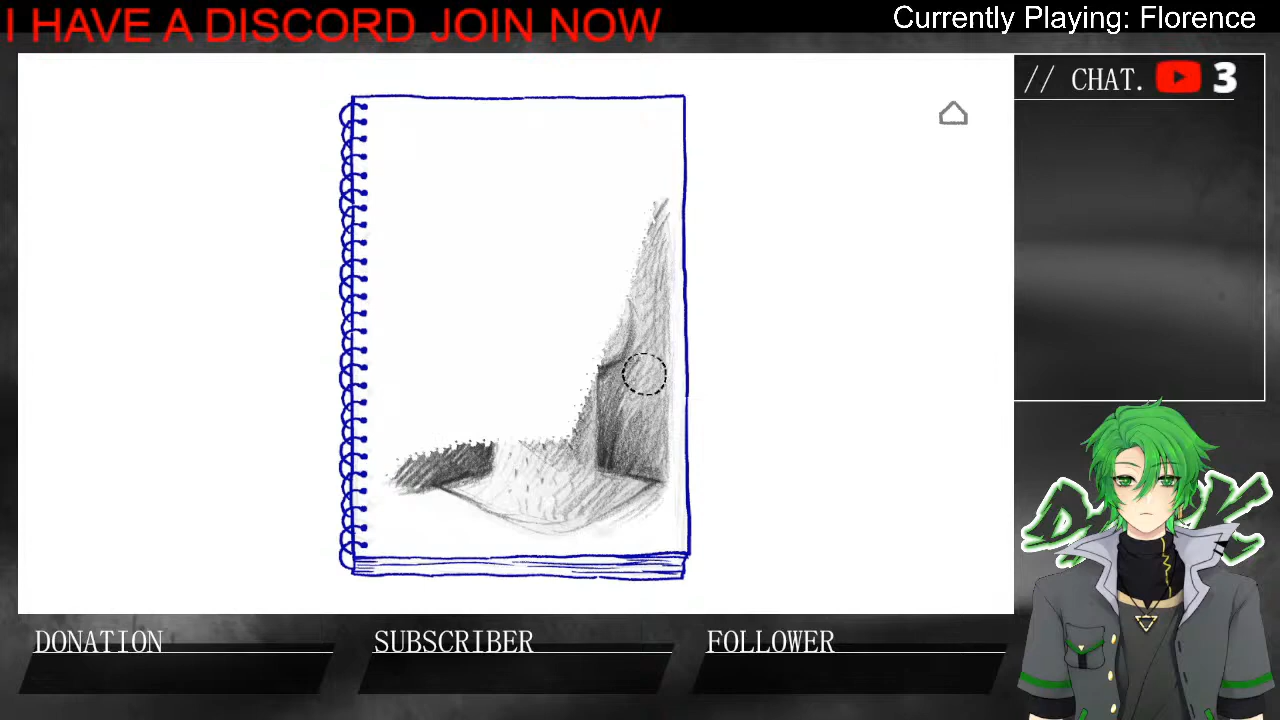 I HAVE A DISCORD JOIN NOW
Currently Playing: Florence
// CHAT. 3
DONATION
SUBSCRIBER
FOLLOWER